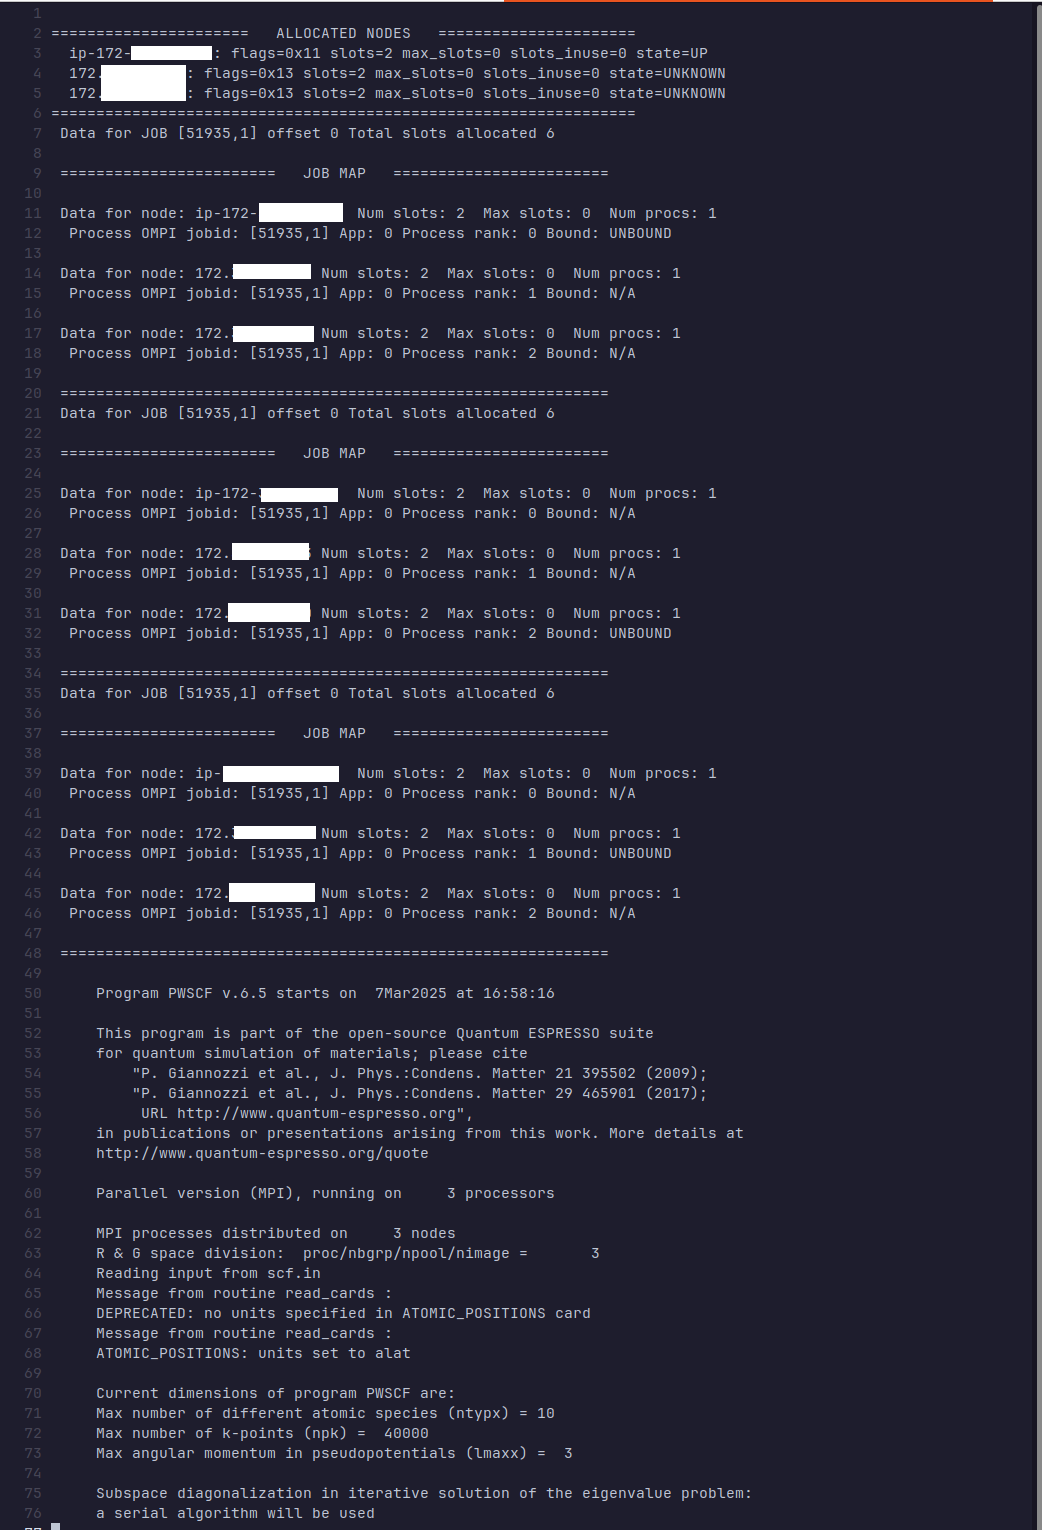 1
2 ======================   ALLOCATED NODES   ======================
3   ip-172-: flags=0x11 slots=2 max_slots=0 slots_inuse=0 state=UP
4   172.: flags=0x13 slots=2 max_slots=0 slots_inuse=0 state=UNKNOWN
5   172.: flags=0x13 slots=2 max_slots=0 slots_inuse=0 state=UNKNOWN
6 =================================================================
7  Data for JOB [51935,1] offset 0 Total slots allocated 6
8
9  ========================   JOB MAP   ========================
10
11  Data for node: ip-172- Num slots: 2  Max slots: 0  Num procs: 1
12   Process OMPI jobid: [51935,1] App: 0 Process rank: 0 Bound: UNBOUND
13
14  Data for node: 172. Num slots: 2  Max slots: 0  Num procs: 1
15   Process OMPI jobid: [51935,1] App: 0 Process rank: 1 Bound: N/A
16
17  Data for node: 172. Num slots: 2  Max slots: 0  Num procs: 1
18   Process OMPI jobid: [51935,1] App: 0 Process rank: 2 Bound: N/A
19
20  =============================================================
21  Data for JOB [51935,1] offset 0 Total slots allocated 6
22
23  ========================   JOB MAP   ========================
24
25  Data for node: ip-172- Num slots: 2  Max slots: 0  Num procs: 1
26   Process OMPI jobid: [51935,1] App: 0 Process rank: 0 Bound: N/A
27
28  Data for node: 172. Num slots: 2  Max slots: 0  Num procs: 1
29   Process OMPI jobid: [51935,1] App: 0 Process rank: 1 Bound: N/A
30
31  Data for node: 172. Num slots: 2  Max slots: 0  Num procs: 1
32   Process OMPI jobid: [51935,1] App: 0 Process rank: 2 Bound: UNBOUND
33
34  =============================================================
35  Data for JOB [51935,1] offset 0 Total slots allocated 6
36
37  ========================   JOB MAP   ========================
38
39  Data for node: ip- Num slots: 2  Max slots: 0  Num procs: 1
40   Process OMPI jobid: [51935,1] App: 0 Process rank: 0 Bound: N/A
41
42  Data for node: 172. Num slots: 2  Max slots: 0  Num procs: 1
43   Process OMPI jobid: [51935,1] App: 0 Process rank: 1 Bound: UNBOUND
44
45  Data for node: 172. Num slots: 2  Max slots: 0  Num procs: 1
46   Process OMPI jobid: [51935,1] App: 0 Process rank: 2 Bound: N/A
47
48  =============================================================
49
50      Program PWSCF v.6.5 starts on  7Mar2025 at 16:58:16
51
52      This program is part of the open-source Quantum ESPRESSO suite
53      for quantum simulation of materials; please cite
54          "P. Giannozzi et al., J. Phys.:Condens. Matter 21 395502 (2009);
55          "P. Giannozzi et al., J. Phys.:Condens. Matter 29 465901 (2017);
56           URL http://www.quantum-espresso.org",
57      in publications or presentations arising from this work. More details at
58      http://www.quantum-espresso.org/quote
59
60      Parallel version (MPI), running on     3 processors
61
62      MPI processes distributed on     3 nodes
63      R & G space division:  proc/nbgrp/npool/nimage =       3
64      Reading input from scf.in
65      Message from routine read_cards :
66      DEPRECATED: no units specified in ATOMIC_POSITIONS card
67      Message from routine read_cards :
68      ATOMIC_POSITIONS: units set to alat
69
70      Current dimensions of program PWSCF are:
71      Max number of different atomic species (ntypx) = 10
72      Max number of k-points (npk) =  40000
73      Max angular momentum in pseudopotentials (lmaxx) =  3
74
75      Subspace diagonalization in iterative solution of the eigenvalue problem:
76      a serial algorithm will be used